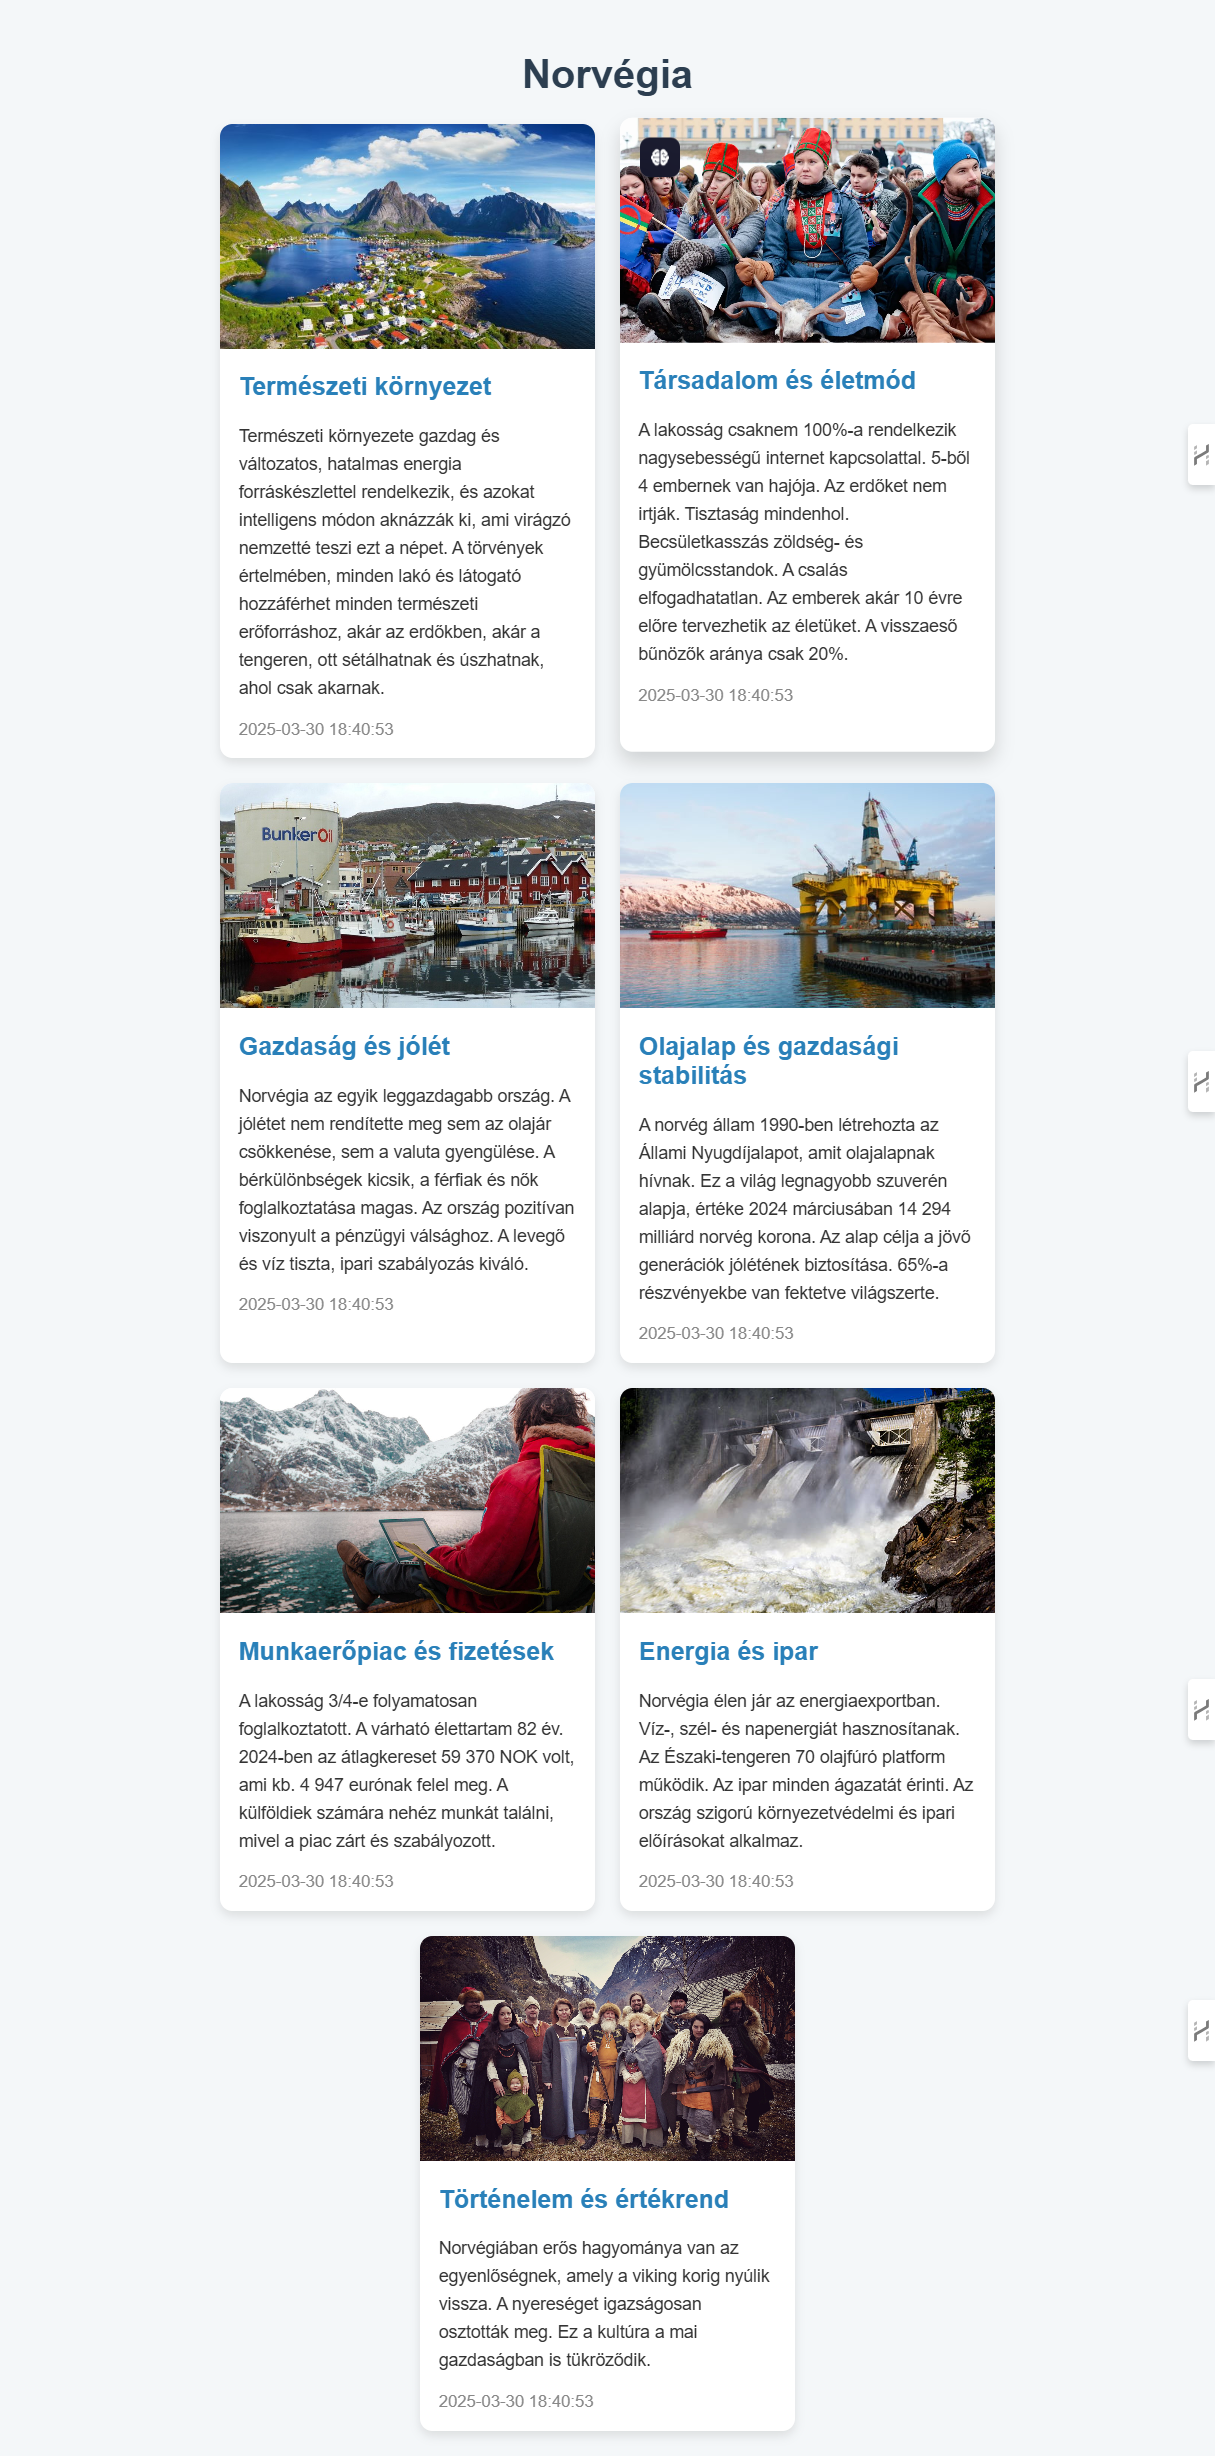 Norvégia
Természeti környezet
Természeti környezete gazdag és
változatos, hatalmas energia
forráskészlettel rendelkezik, és azokat
intelligens módon aknázzák ki, ami virágzó
nemzetté teszi ezt a népet. A törvények
értelmében, minden lakó és látogató
hozzáférhet minden természeti
erőforráshoz, akár az erdőkben, akár a
tengeren, ott sétálhatnak és úszhatnak,
ahol csak akarnak.
2025-03-30 18:40:53
Társadalom és életmód
A lakosság csaknem 100%-a rendelkezik
nagysebességű internet kapcsolattal. 5-ből
4 embernek van hajója. Az erdőket nem
irtják. Tisztaság mindenhol.
Becsületkasszás zöldség- és
gyümölcsstandok. A csalás
elfogadhatatlan. Az emberek akár 10 évre
előre tervezhetik az életüket. A visszaeső
bűnözők aránya csak 20%.
2025-03-30 18:40:53
BunkerOil
Gazdaság és jólét
Norvégia az egyik leggazdagabb ország. A
jólétet nem rendítette meg sem az olajár
csökkenése, sem a valuta gyengülése. A
bérkülönbségek kicsik, a férfiak és nők
foglalkoztatása magas. Az ország pozitívan
viszonyult a pénzügyi válsághoz. A levegő
és víz tiszta, ipari szabályozás kiváló.
2025-03-30 18:40:53
Olajalap és gazdasági
stabilitás
A norvég állam 1990-ben létrehozta az
Állami Nyugdíjalapot, amit olajalapnak
hívnak. Ez a világ legnagyobb szuverén
alapja, értéke 2024 márciusában 14 294
milliárd norvég korona. Az alap célja a jövő
generációk jólétének biztosítása. 65%-a
részvényekbe van fektetve világszerte.
2025-03-30 18:40:53
Munkaerőpiac és fizetések
A lakosság 3/4-e folyamatosan
foglalkoztatott. A várható élettartam 82 év.
2024-ben az átlagkereset 59 370 NOK volt,
ami kb. 4 947 eurónak felel meg. A
külföldiek számára nehéz munkát találni,
mivel a piac zárt és szabályozott.
2025-03-30 18:40:53
Energia és ipar
Norvégia élen jár az energiaexportban.
Víz-, szél- és napenergiát hasznosítanak.
Az Északi-tengeren 70 olajfúró platform
működik. Az ipar minden ágazatát érinti. Az
ország szigorú környezetvédelmi és ipari
előírásokat alkalmaz.
2025-03-30 18:40:53
Történelem és értékrend
Norvégiában erős hagyománya van az
egyenlőségnek, amely a viking korig nyúlik
vissza. A nyereséget igazságosan
osztották meg. Ez a kultúra a mai
gazdaságban is tükröződik.
2025-03-30 18:40:53